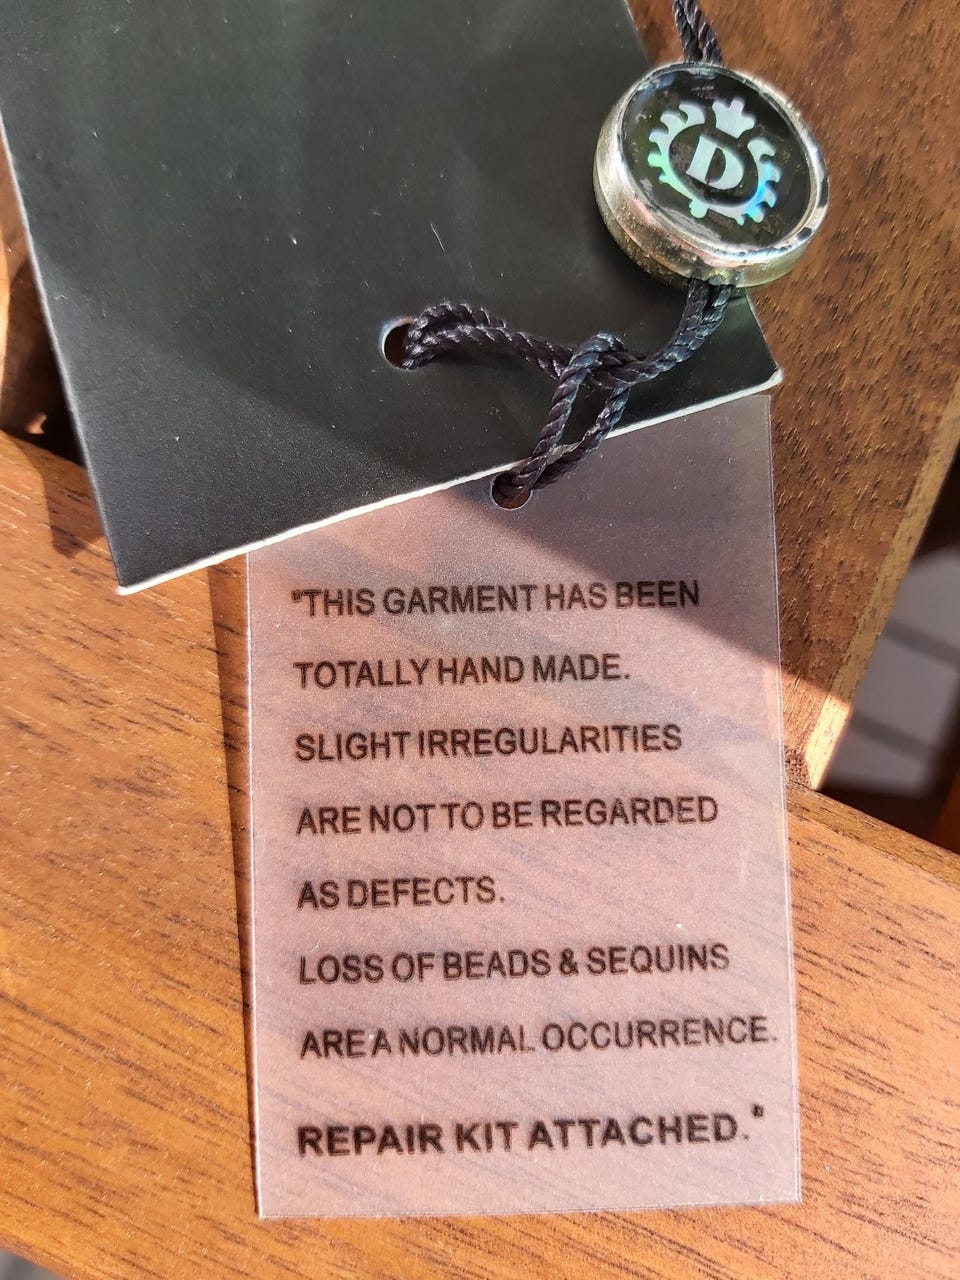 D
"THIS GARMENT HAS BEEN
TOTALLY HAND MADE.
SLIGHT IRREGULARITIES
ARE NOT TO BE REGARDED
AS DEFECTS.
LOSS OF BEADS & SEQUINS
ARE A NORMAL OCCURRENCE.
REPAIR KIT ATTACHED."